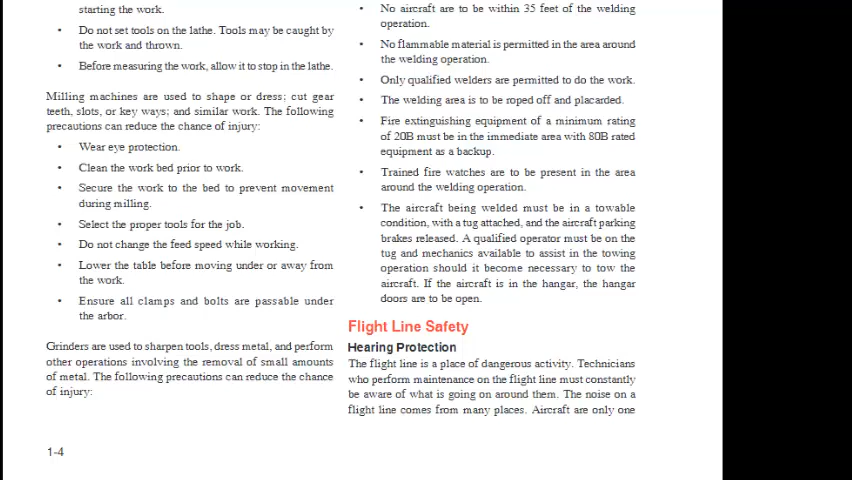 starting the work.
• Do not set tools on the lathe. Tools may be caught by
the work and thrown.
• Before measuring the work, allow it to stop in the lathe.
Milling machines are used to shape or dress; cut gear
teeth, slots, or key ways; and similar work. The following
precautions can reduce the chance of injury:
• Wear eye protection.
• Clean the work bed prior to work.
• Secure the work to the bed to prevent movement
during milling.
• Select the proper tools for the job.
• Do not change the feed speed while working.
• Lower the table before moving under or away from
the work.
• Ensure all clamps and bolts are passable under
the arbor.
Grinders are used to sharpen tools, dress metal, and perform
other operations involving the removal of small amounts
of metal. The following precautions can reduce the chance
of injury:
• No aircraft are to be within 35 feet of the welding
operation.
• No flammable material is permitted in the area around
the welding operation.
• Only qualified welders are permitted to do the work.
• The welding area is to be roped off and placarded.
• Fire extinguishing equipment of a minimum rating
of 20B must be in the immediate area with 80B rated
equipment as a backup.
• Trained fire watches are to be present in the area
around the welding operation.
• The aircraft being welded must be in a towable
condition, with a tug attached, and the aircraft parking
brakes released. A qualified operator must be on the
tug and mechanics available to assist in the towing
operation should it become necessary to tow the
aircraft. If the aircraft is in the hangar, the hangar
doors are to be open.
Flight Line Safety
Hearing Protection
The flight line is a place of dangerous activity. Technicians
who perform maintenance on the flight line must constantly
be aware of what is going on around them. The noise on a
flight line comes from many places. Aircraft are only one
1-4